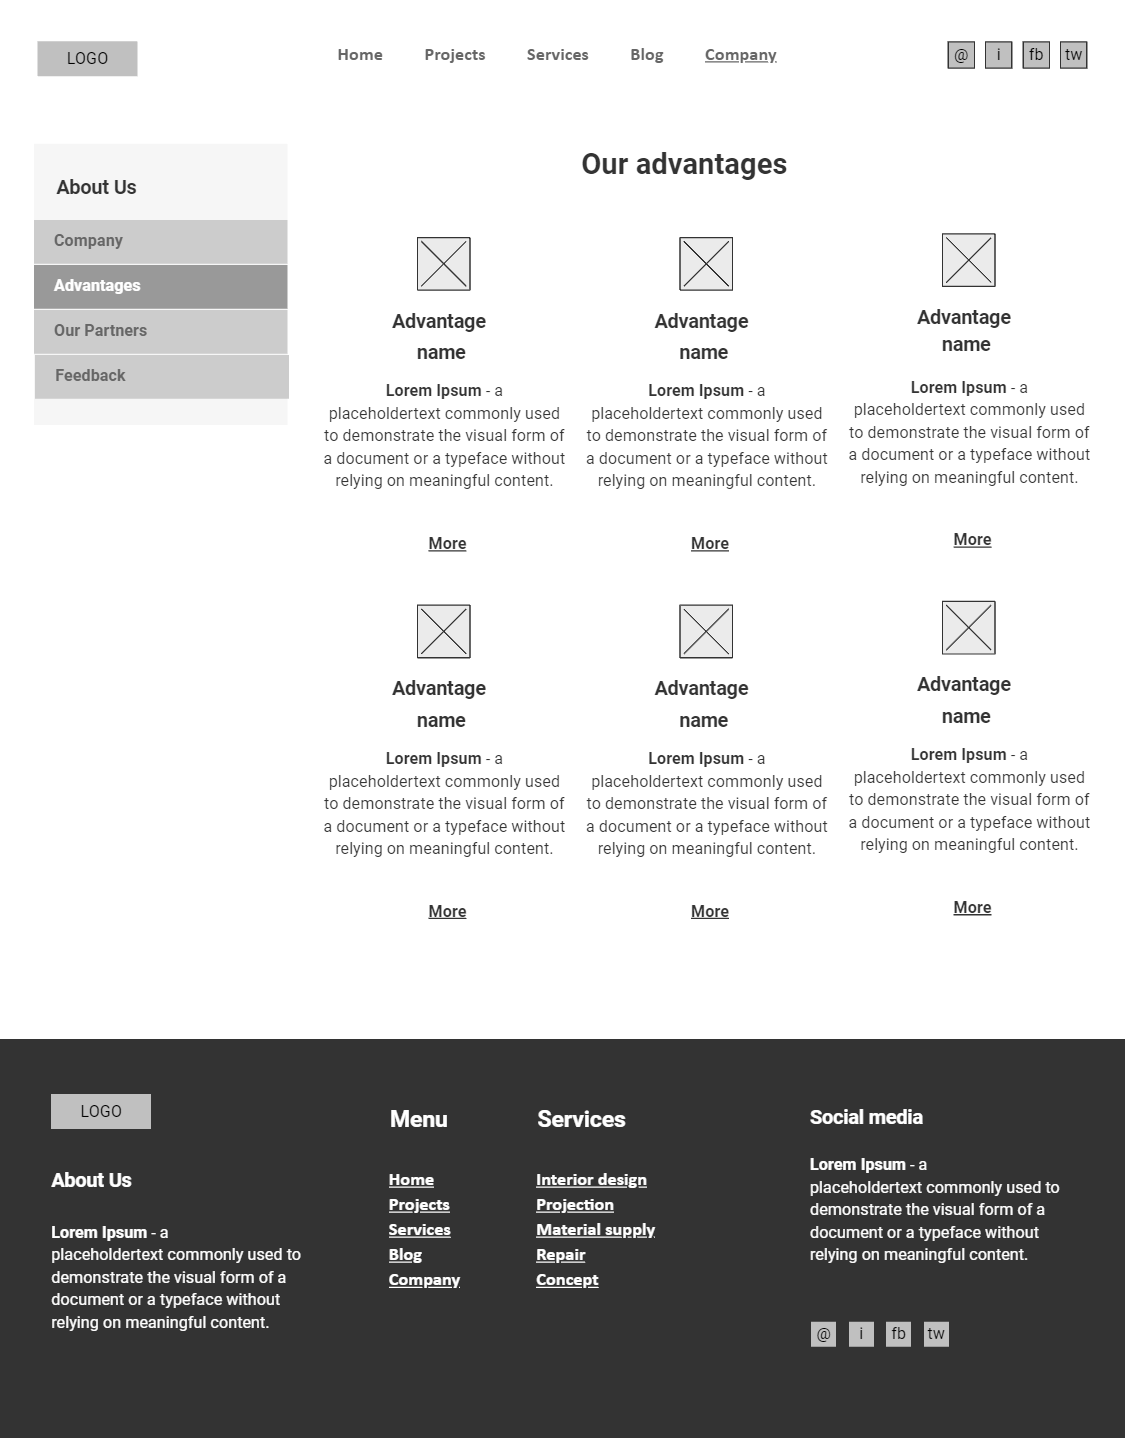 LOGO
Home Projects Services Blog Company
@ i fb tw
About Us
Company
Advantages
Our Partners
Feedback
Our advantages
Advantage
name
Lorem Ipsum - a
placeholdertext commonly used
to demonstrate the visual form of
a document or a typeface without
relying on meaningful content.
More
Advantage
name
Lorem Ipsum - a
placeholdertext commonly used
to demonstrate the visual form of
a document or a typeface without
relying on meaningful content.
More
Advantage
name
Lorem Ipsum - a
placeholdertext commonly used
to demonstrate the visual form of
a document or a typeface without
relying on meaningful content.
More
Advantage
name
Lorem Ipsum - a
placeholdertext commonly used
to demonstrate the visual form of
a document or a typeface without
relying on meaningful content.
More
Advantage
name
Lorem Ipsum - a
placeholdertext commonly used
to demonstrate the visual form of
a document or a typeface without
relying on meaningful content.
More
Advantage
name
Lorem Ipsum - a
placeholdertext commonly used
to demonstrate the visual form of
a document or a typeface without
relying on meaningful content.
More
LOGO
About Us
Lorem Ipsum - a
placeholdertext commonly used to
demonstrate the visual form of a
document or a typeface without
relying on meaningful content.
Menu
Home
Projects
Services
Blog
Company
Services
Interior design
Projection
Material supply
Repair
Concept
Social media
Lorem Ipsum - a
placeholdertext commonly used to
demonstrate the visual form of a
document or a typeface without
relying on meaningful content.
@ i fb tw